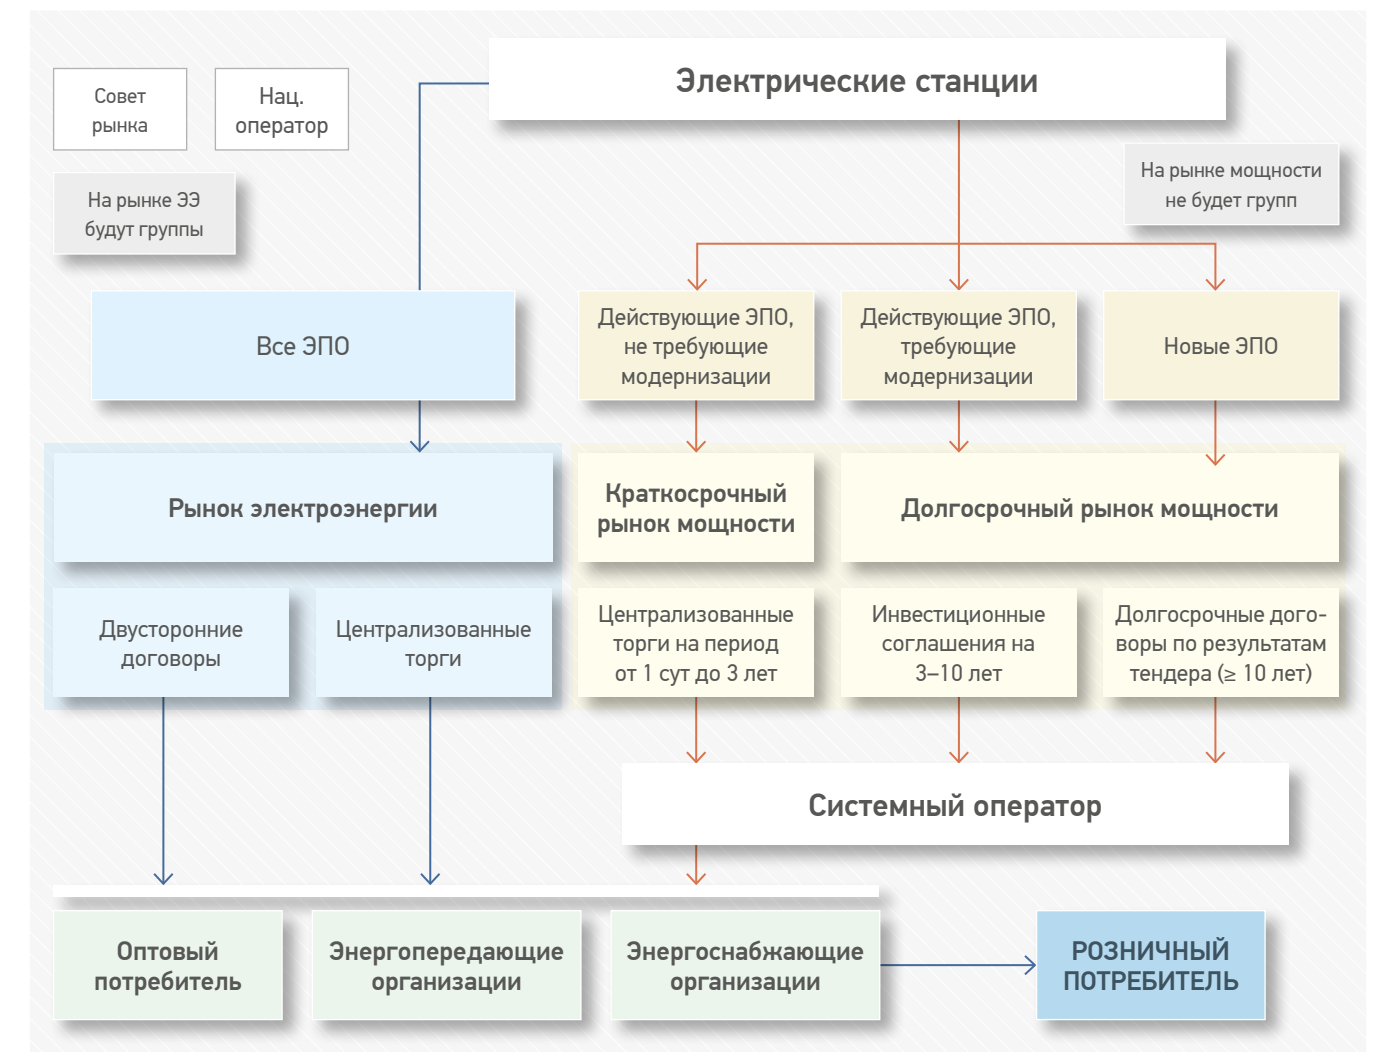 Электрические станции
Совет
рынка
Нац.
оператор
На рынке ЭЭ
будут группы
На рынке мощности
не будет групп
Все ЭПО
Действующие ЭПО,
не требующие
модернизации
Действующие ЭПО,
требующие
модернизации
Новые ЭПО
Рынок электроэнергии
Краткосрочный
рынок мощности
Долгосрочный рынок мощности
Двусторонние
договоры
Централизованные
торги
Централизованные
торги на период
от 1 сут до 3 лет
Инвестиционные
соглашения на
3–10 лет
Долгосрочные дого-
воры по результатам
тендера (≥ 10 лет)
Системный оператор
Оптовый
потребитель
Энергопередающие
организации
Энергоснабжающие
организации
РОЗНИЧНЫЙ
ПОТРЕБИТЕЛЬ